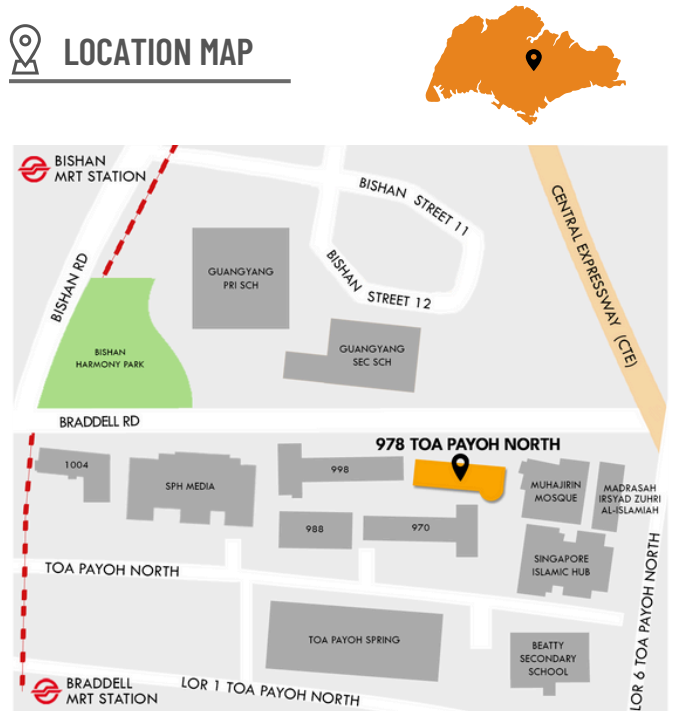 LOCATION MAP
BISHAN
MRT STATION
BISHAN STREET 11
CENTRAL EXPRESSWAY (CTE)
BISHAN RD
GUANGYANG
PRI SCH
BISHAN STREET 12
GUANGYANG
SEC SCH
BISHAN
HARMONY PARK
BRADDELL RD
978 TOA PAYOH NORTH
1004
SPH MEDIA
998
MUHAJIRIN
MOSQUE
MADRASAH
IRSYAD ZUHRI
AL-ISLAMIAH
988
970
SINGAPORE
ISLAMIC HUB
TOA PAYOH NORTH
LOR 6 TOA PAYOH NORTH
TOA PAYOH SPRING
BEATTY
SECONDARY
SCHOOL
BRADDELL
MRT STATION
LOR 1 TOA PAYOH NORTH